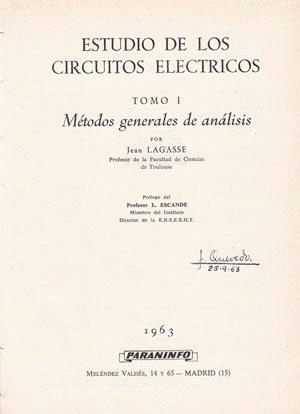 ESTUDIO DE LOS
CIRCUITOS ELECTRICOS
TOMO I
Métodos generales de análisis
POR
Jean LAGASSE
Profesor de la Facultad de Ciencias
de Toulouse
Prólogo del
Profesor L. ESCANDE
Miembro del Instituto
Director de la E.N.S.E.E.H.T.
J. Quevedo.
25-9-63
1963
PARANINFO
MELÉNDEZ VALDÉS, 14 Y 65 — MADRID (15)